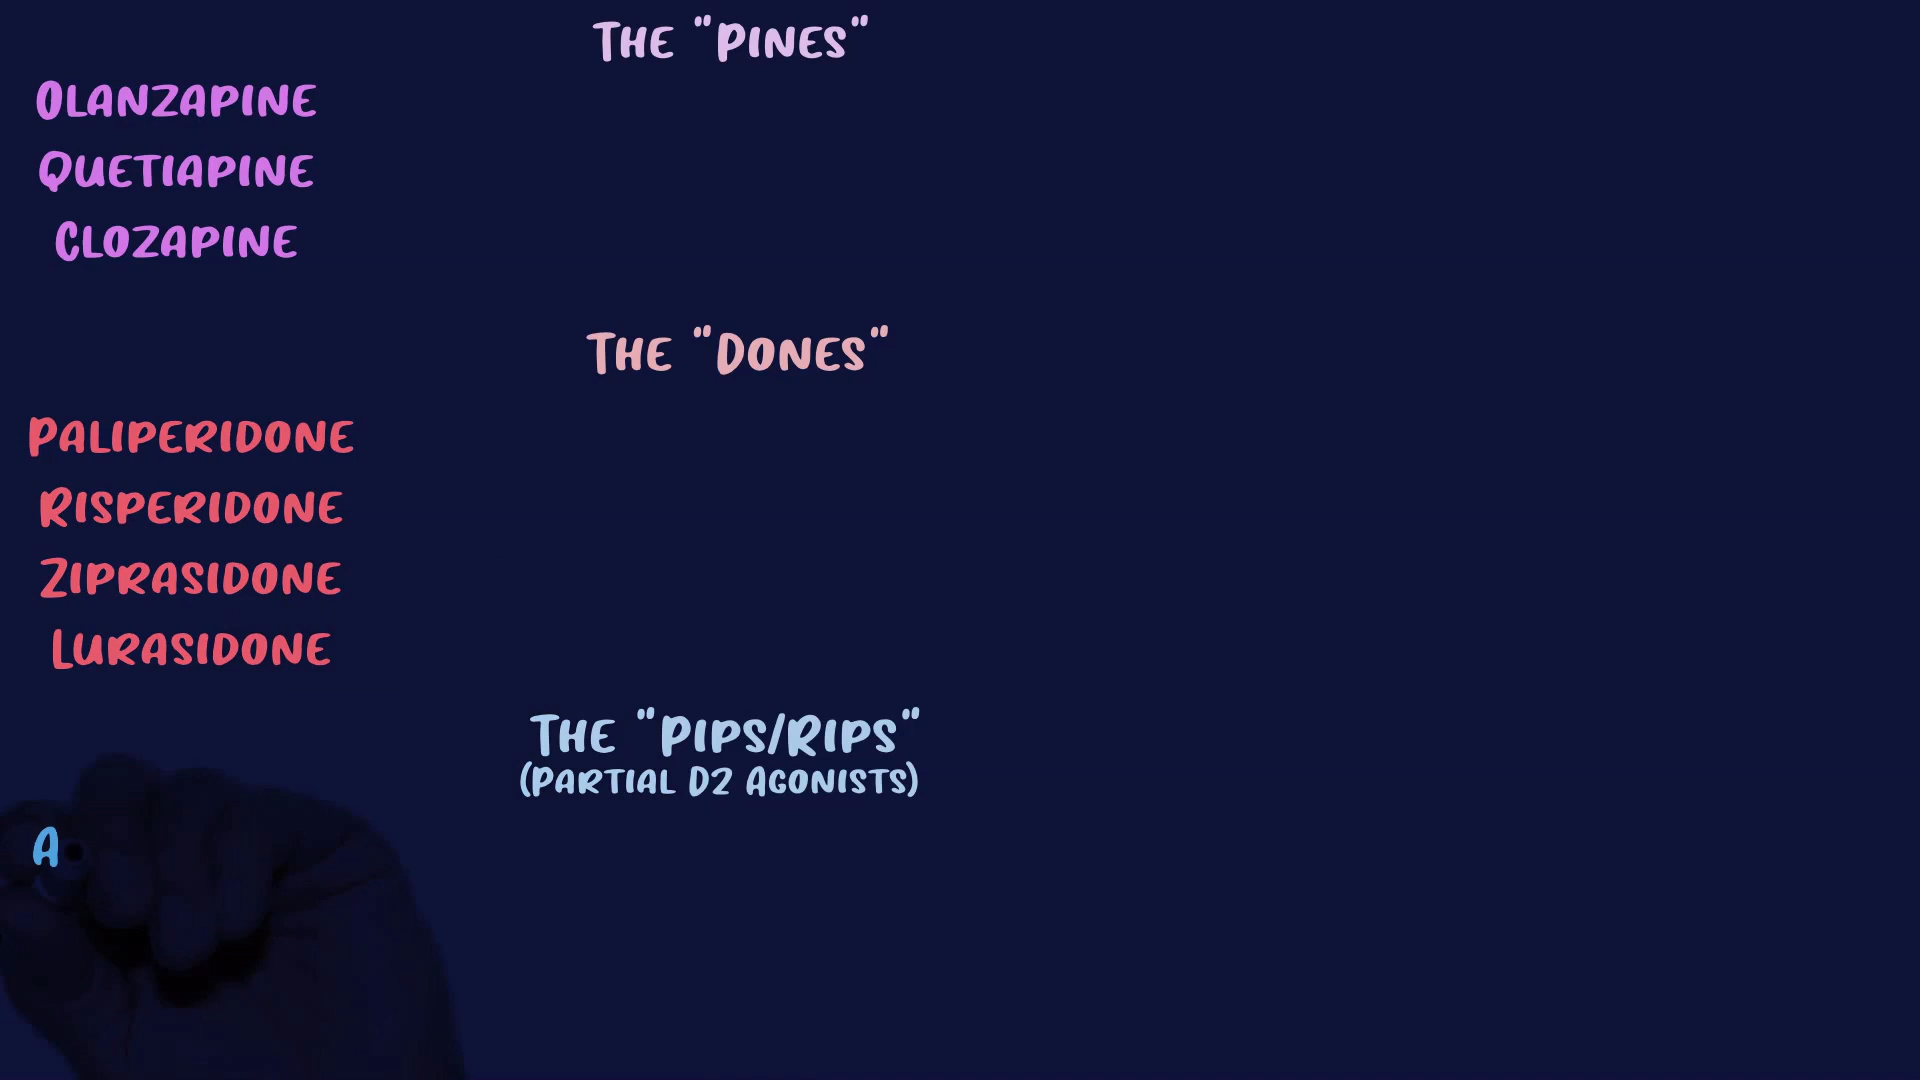 The "Pines"
Olanzapine
Quetiapine
Clozapine
The "Dones"
Paliperidone
Risperidone
Ziprasidone
Lurasidone
The "Pips/Rips"
(Partial D2 Agonists)
A